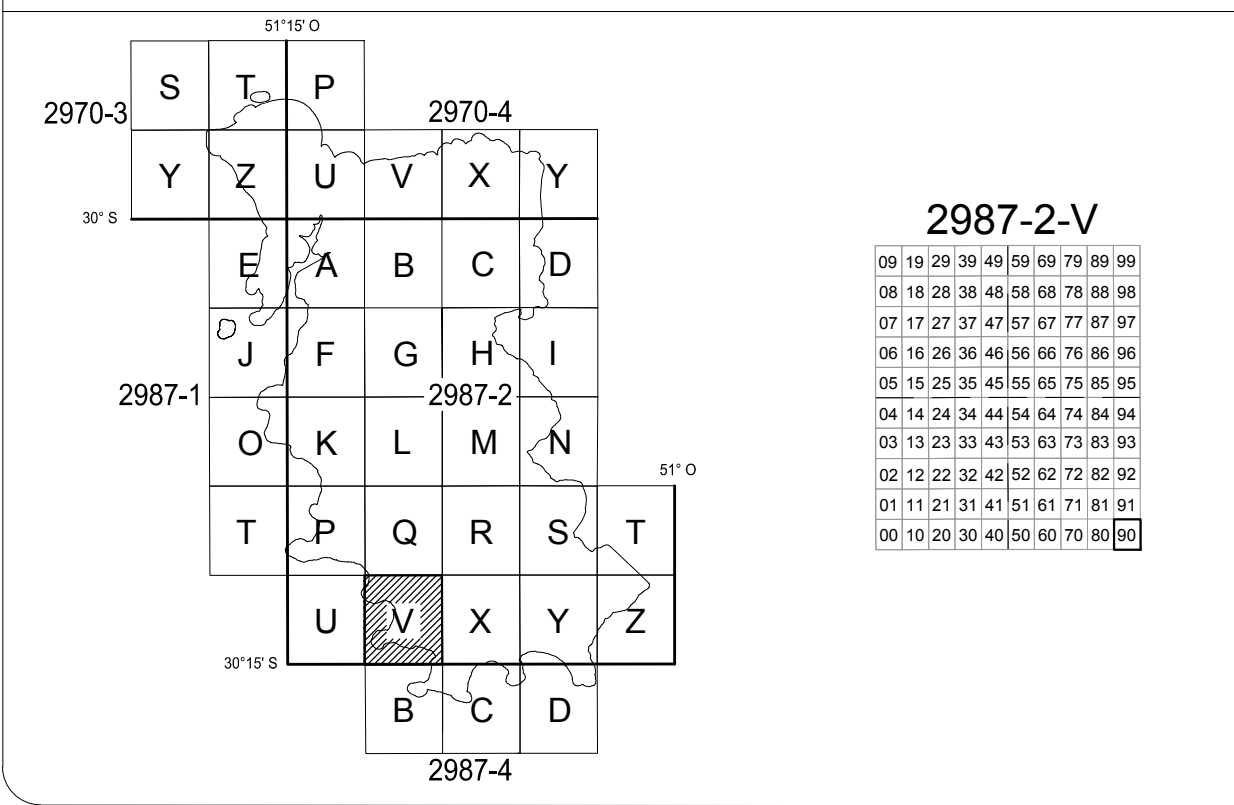 51°15' O
S T P
2970-3 2970-4
Y Z U V X Y
30° S
E A B C D
J F G H I
2987-1 2987-2
O K L M N
51° O
T P Q R S T
U V X Y Z
30°15' S
B C D
2987-4
2987-2-V
09 19 29 39 49 59 69 79 89 99
08 18 28 38 48 58 68 78 88 98
07 17 27 37 47 57 67 77 87 97
06 16 26 36 46 56 66 76 86 96
05 15 25 35 45 55 65 75 85 95
04 14 24 34 44 54 64 74 84 94
03 13 23 33 43 53 63 73 83 93
02 12 22 32 42 52 62 72 82 92
01 11 21 31 41 51 61 71 81 91
00 10 20 30 40 50 60 70 80 90